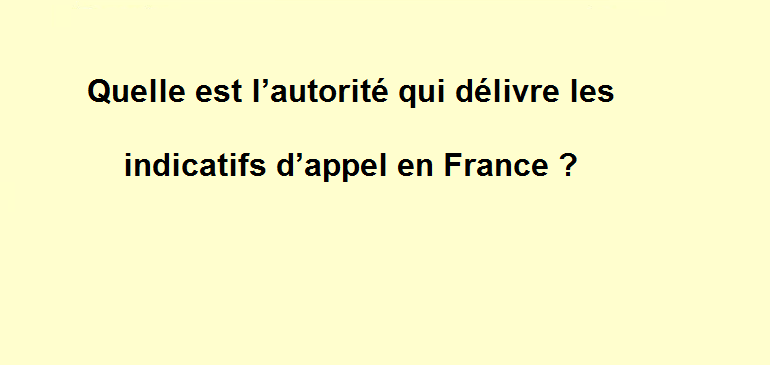 Quelle est l’autorité qui délivre les
indicatifs d’appel en France ?